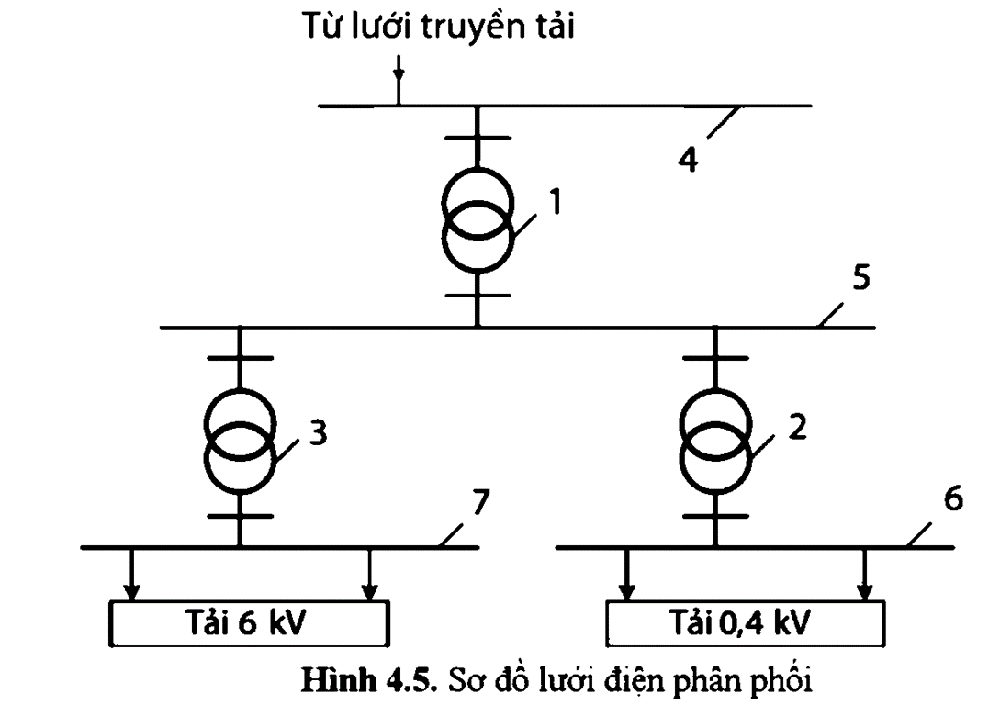 Từ lưới truyền tải
4
1
5
3
2
7
6
Tải 6 kV
Tải 0,4 kV
Hình 4.5. Sơ đồ lưới điện phân phối